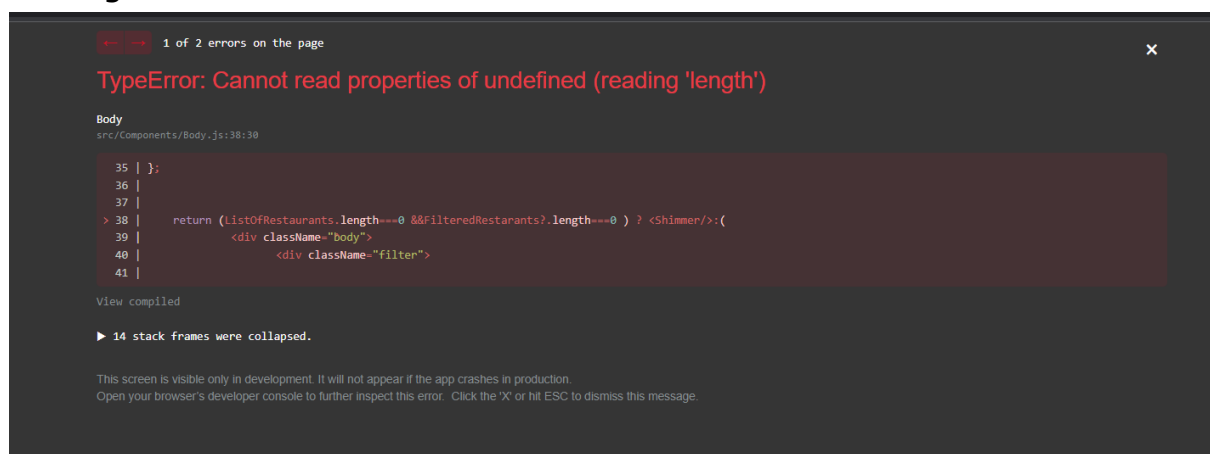 ← → 1 of 2 errors on the page
×
TypeError: Cannot read properties of undefined (reading 'length')
Body
src/Components/Body.js:38:30
35 | };
36 |
37 |
> 38 |     return (ListOfRestaurants.length===0 &&FilteredRestarants?.length===0 ) ? <Shimmer/>:(
39 |             <div className="body">
40 |                    <div className="filter">
41 |
View compiled
▶ 14 stack frames were collapsed.
This screen is visible only in development. It will not appear if the app crashes in production.
Open your browser's developer console to further inspect this error.  Click the 'X' or hit ESC to dismiss this message.